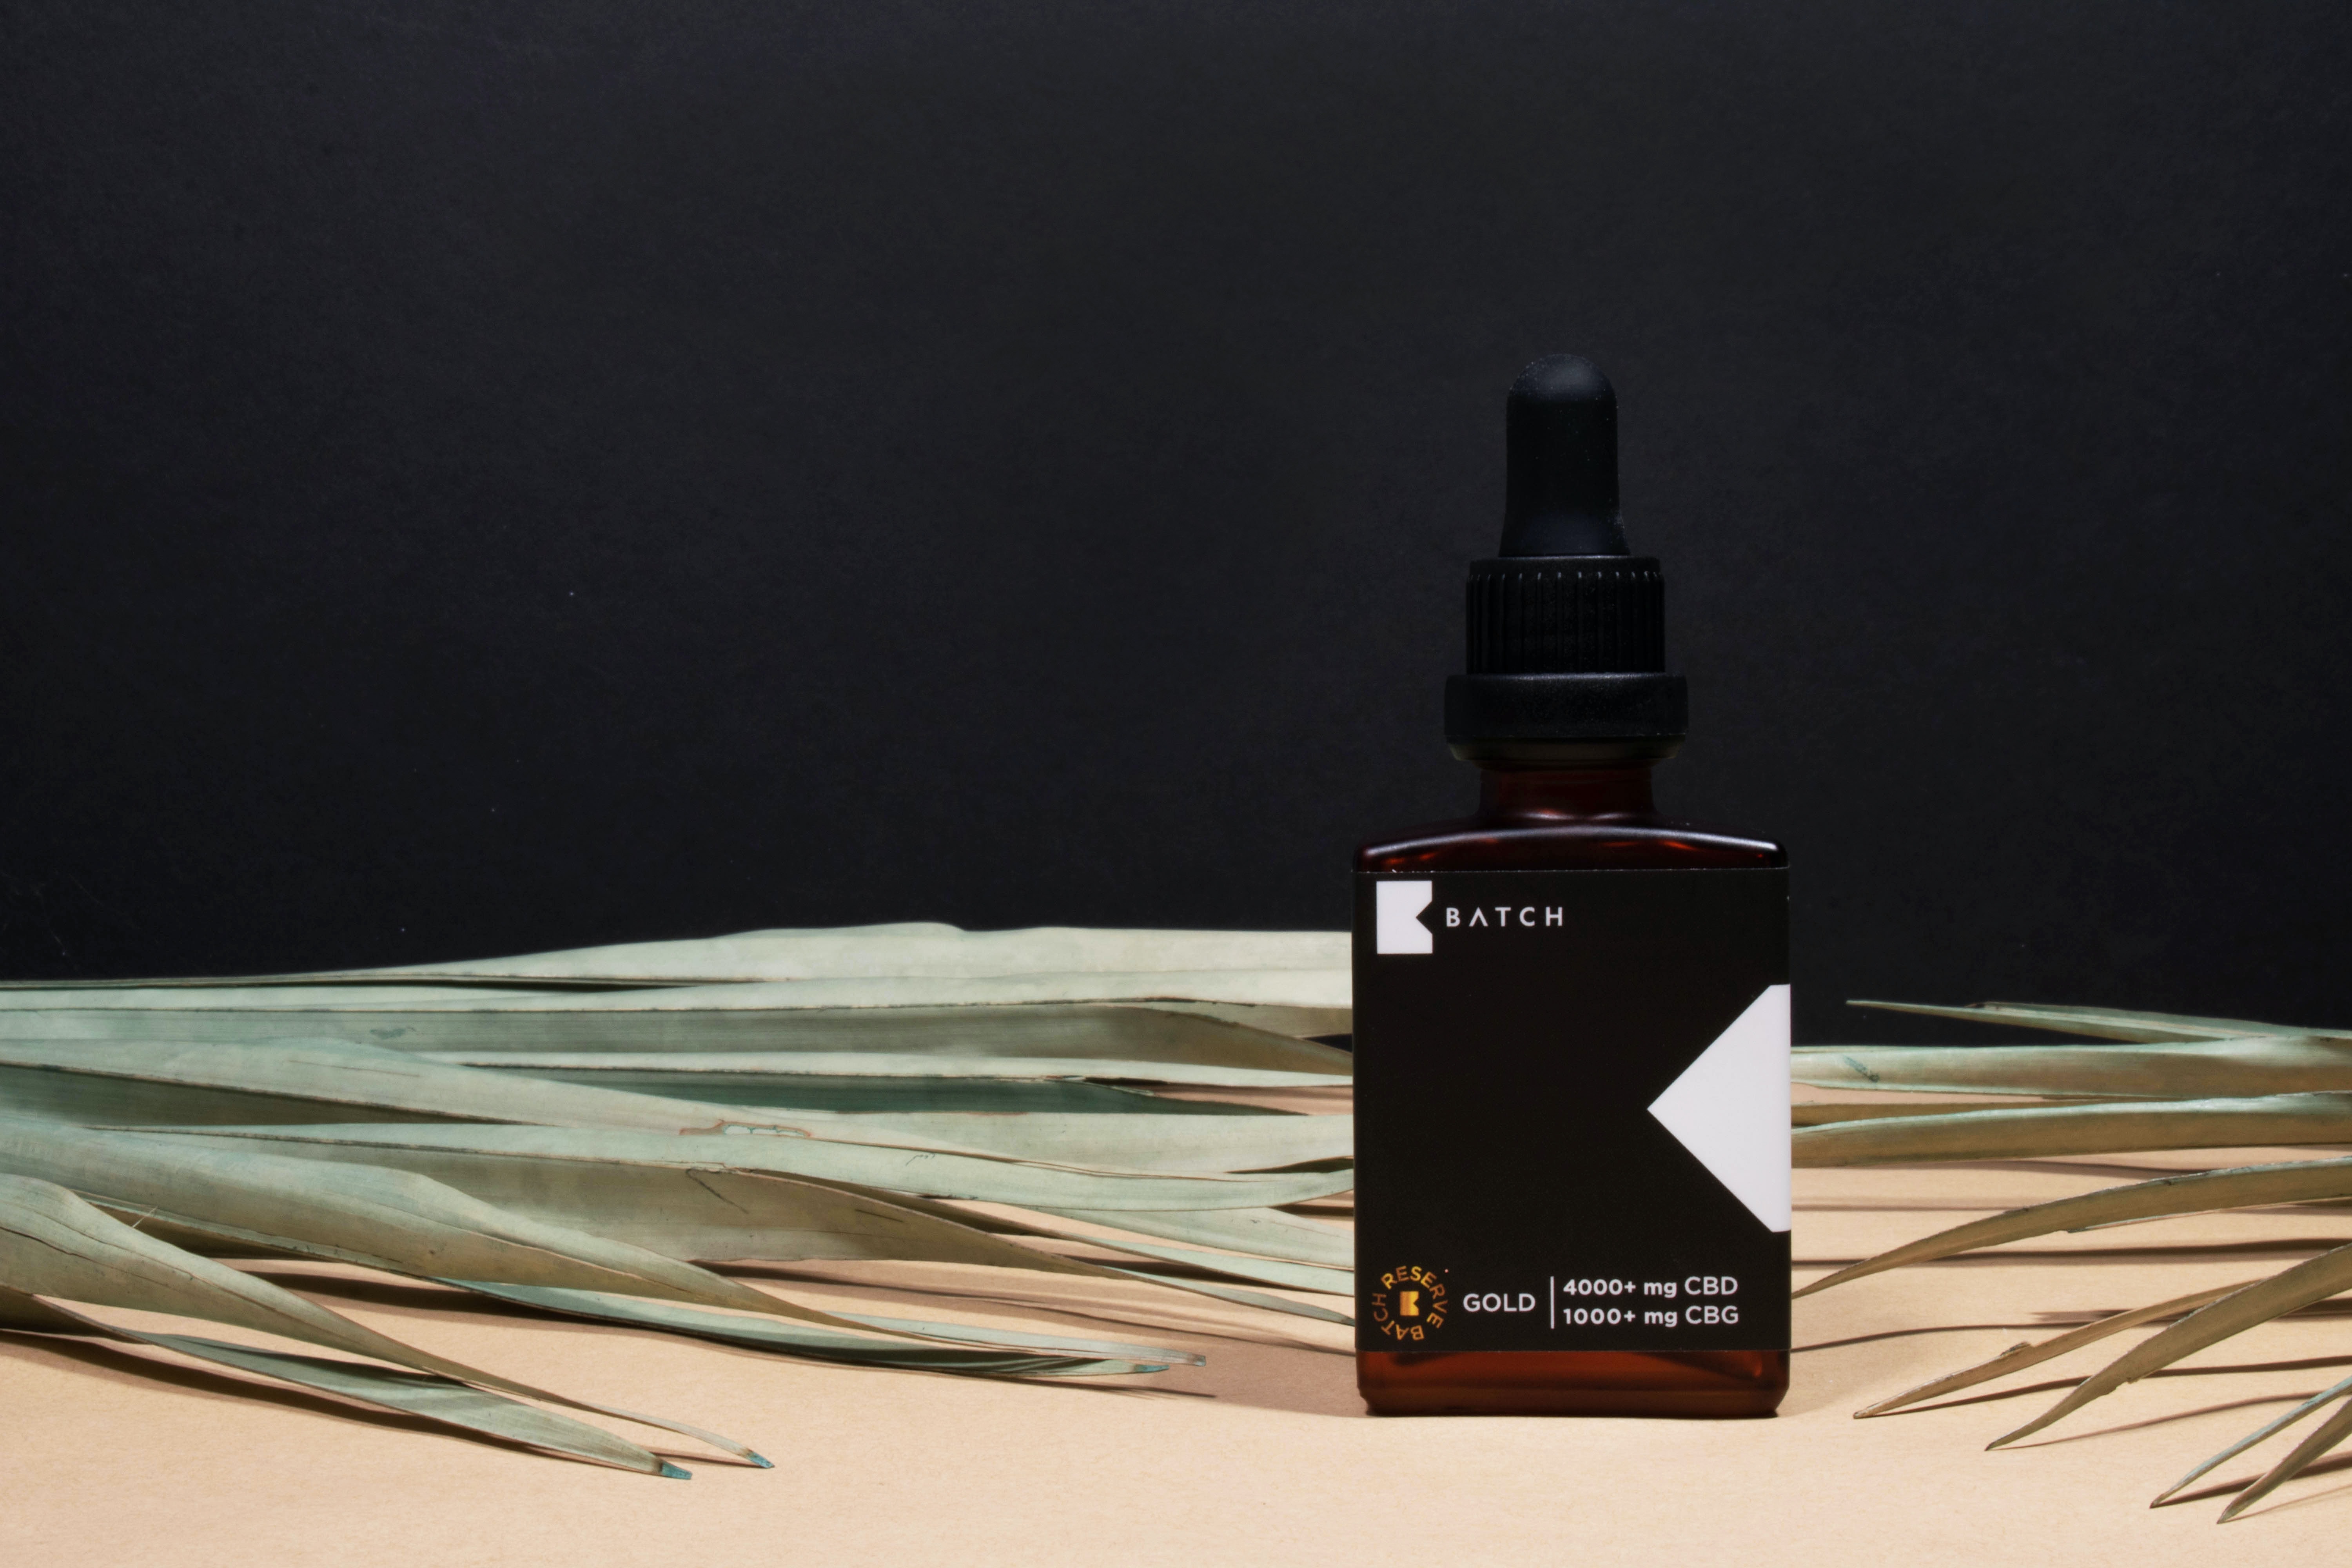 BATCH
RESERVE BATCH
GOLD
4000+ mg CBD
1000+ mg CBG